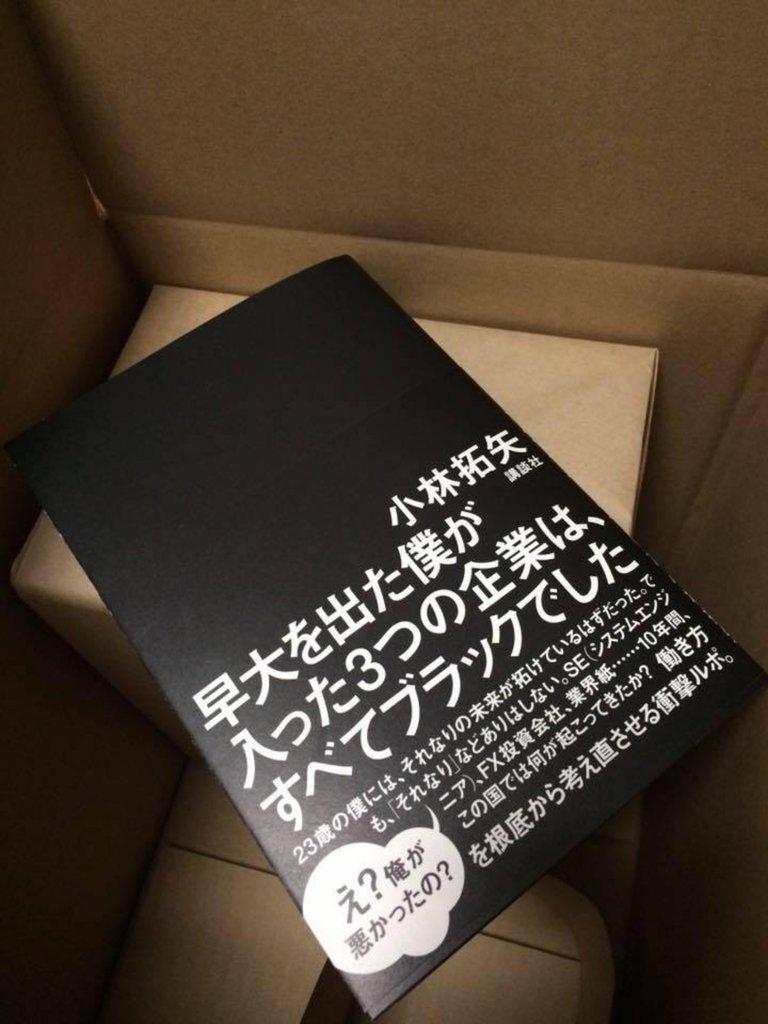 小林拓矢
講談社
早大を出た僕が
入った3つの企業は、
すべてブラックでした
23歳の僕には、それなりの未来が拓けているはずだった。で
も、「それなり」などありはしない。SE(システムエンジ
ニア)、FX投資会社、業界紙……10年間、
この国では何が起こってきたか? 働き方
を根底から考え直させる衝撃ルポ。
え?俺が
悪かったの?